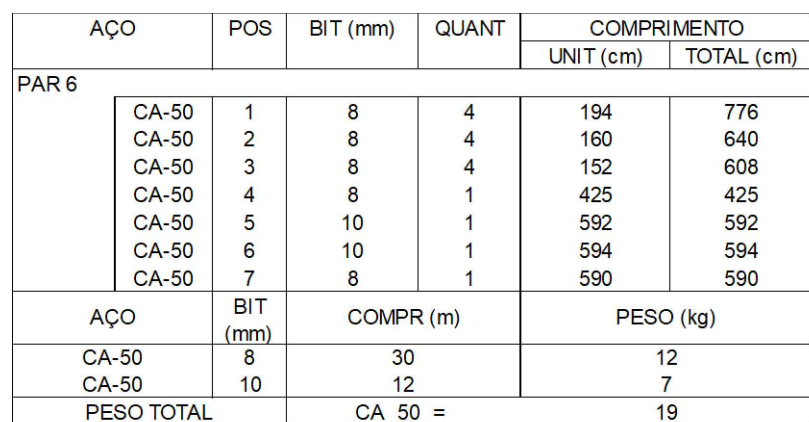 AÇO POS BIT (mm) QUANT COMPRIMENTO
UNIT (cm) TOTAL (cm)
PAR 6
CA-50 1 8 4 194 776
CA-50 2 8 4 160 640
CA-50 3 8 4 152 608
CA-50 4 8 1 425 425
CA-50 5 10 1 592 592
CA-50 6 10 1 594 594
CA-50 7 8 1 590 590
AÇO BIT (mm) COMPR (m) PESO (kg)
CA-50 8 30 12
CA-50 10 12 7
PESO TOTAL CA 50 = 19